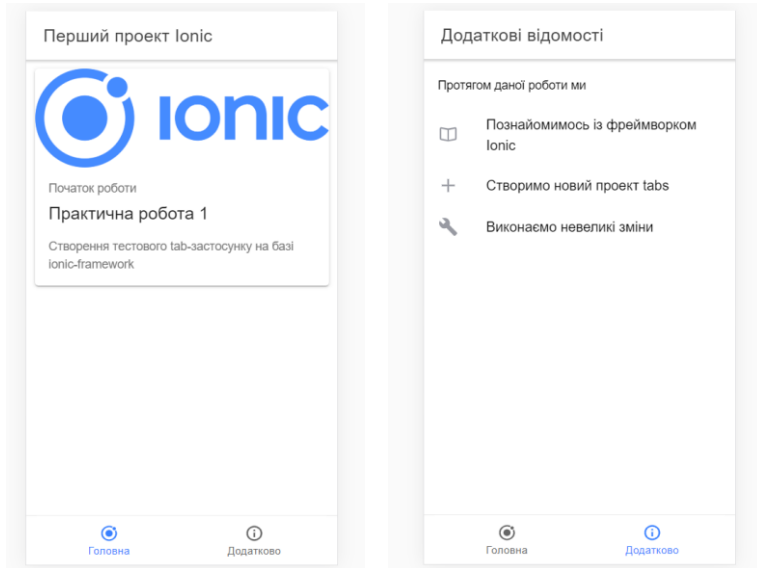 Перший проект Ionic
ionic
Початок роботи
Практична робота 1
Створення тестового tab-застосунку на базі
ionic-framework
Головна
Додатково
Додаткові відомості
Протягом даної роботи ми
Познайомимось із фреймворком
Ionic
Створимо новий проект tabs
Виконаємо невеликі зміни
Головна
Додатково